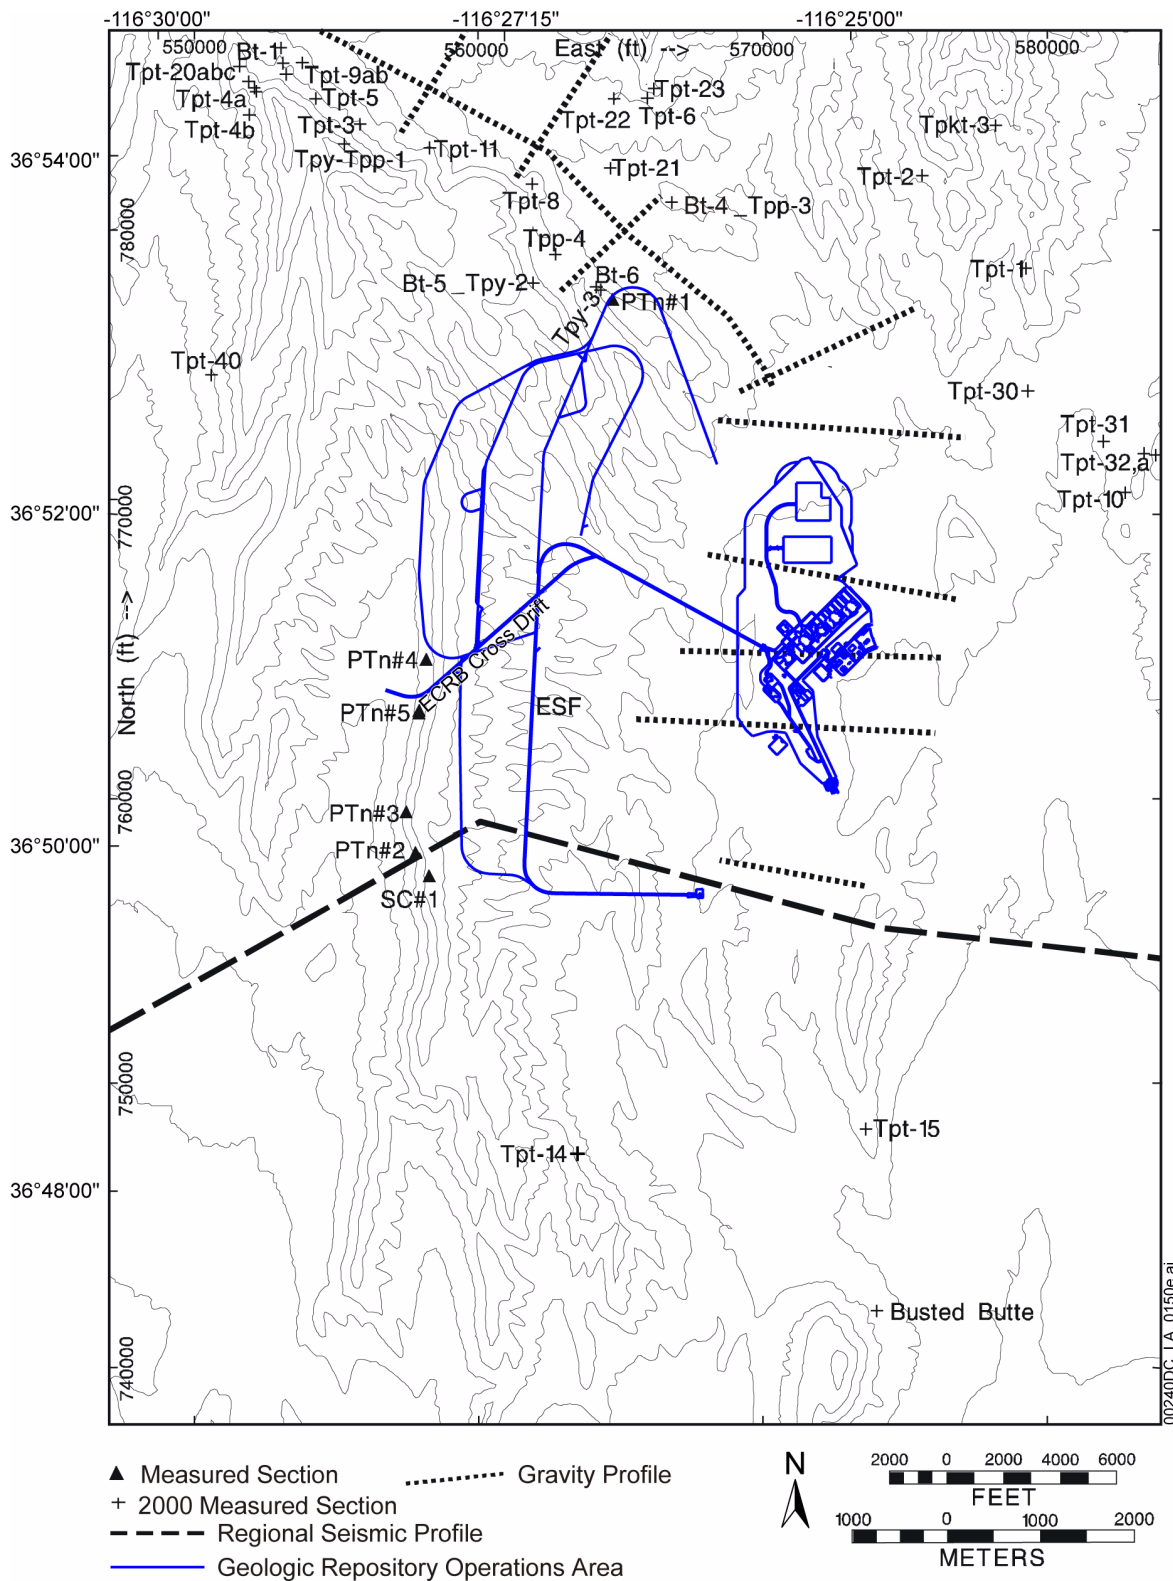 -116°30'00"
-116°27'15"
-116°25'00"
550000
560000
East (ft) -->
570000
580000
Bt-1
Tpt-20abc
Tpt-9ab
Tpt-4a
Tpt-5
Tpt-4b
Tpt-3
Tpy-Tpp-1
Tpt-11
Tpt-23
Tpt-22
Tpt-6
Tpkt-3
36°54'00"
Tpt-21
Tpt-2
Tpt-8
Bt-4_Tpp-3
780000
Tpp-4
Tpt-1
Bt-5_Tpy-2
Bt-6
Tpy-3
PTn#1
Tpt-40
Tpt-30
Tpt-31
Tpt-32,a
Tpt-10
36°52'00"
770000
North (ft) -->
ECRB Cross Drift
PTn#4
PTn#5
ESF
760000
PTn#3
36°50'00"
PTn#2
SC#1
750000
Tpt-15
Tpt-14
36°48'00"
Busted Butte
740000
00240DC_LA_0150e.ai
Measured Section
Gravity Profile
2000 Measured Section
Regional Seismic Profile
Geologic Repository Operations Area
N
2000 0 2000 4000 6000
FEET
1000 0 1000 2000
METERS